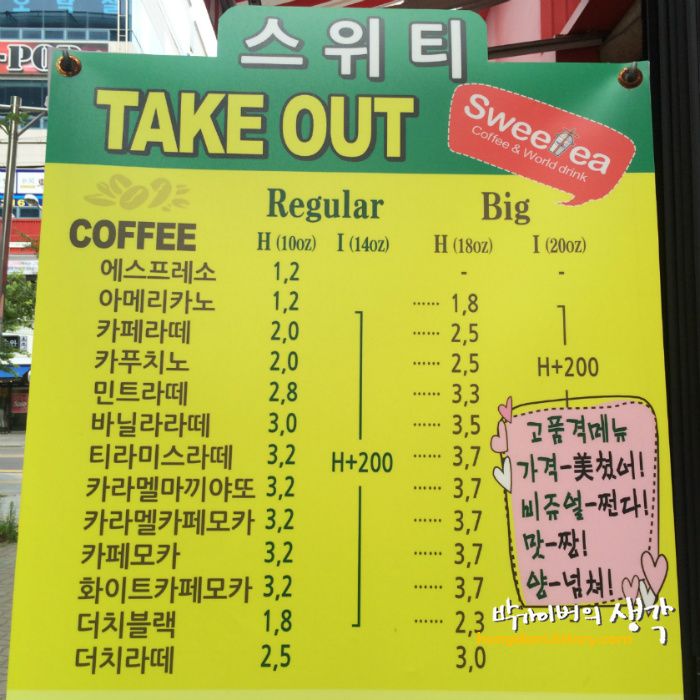 스위티
TAKE OUT
SweeTea
Coffee & World drink
COFFEE
Regular Big
H (10oz) I (14oz) H (18oz) I (20oz)
에스프레소 1,2 - -
아메리카노 1,2 ······ 1,8
카페라떼 2,0 ······ 2,5
카푸치노 2,0 ······ 2,5 H+200
민트라떼 2,8 ······ 3,3
바닐라라떼 3,0 ······ 3,5
티라미스라떼 3,2 H+200 ······ 3,7
카라멜마끼야또 3,2 ······ 3,7
카라멜카페모카 3,2 ······ 3,7
카페모카 3,2 ······ 3,7
화이트카페모카 3,2 ······ 3,7
더치블랙 1,8 ······ 2,3
더치라떼 2,5 3,0
고품격메뉴
가격-美쳤어!
비쥬얼-쩐다!
맛-짱!
양-넘쳐!
박가이버의 생각